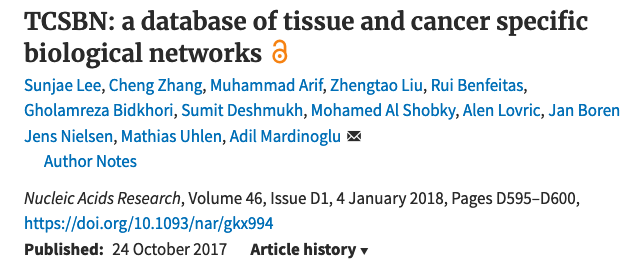 TCSBN: a database of tissue and cancer specific
biological networks
Sunjae Lee, Cheng Zhang, Muhammad Arif, Zhengtao Liu, Rui Benfeitas,
Gholamreza Bidkhori, Sumit Deshmukh, Mohamed Al Shobky, Alen Lovric, Jan Boren
Jens Nielsen, Mathias Uhlen, Adil Mardinoglu
Author Notes
Nucleic Acids Research, Volume 46, Issue D1, 4 January 2018, Pages D595–D600,
https://doi.org/10.1093/nar/gkx994
Published: 24 October 2017 Article history ▾